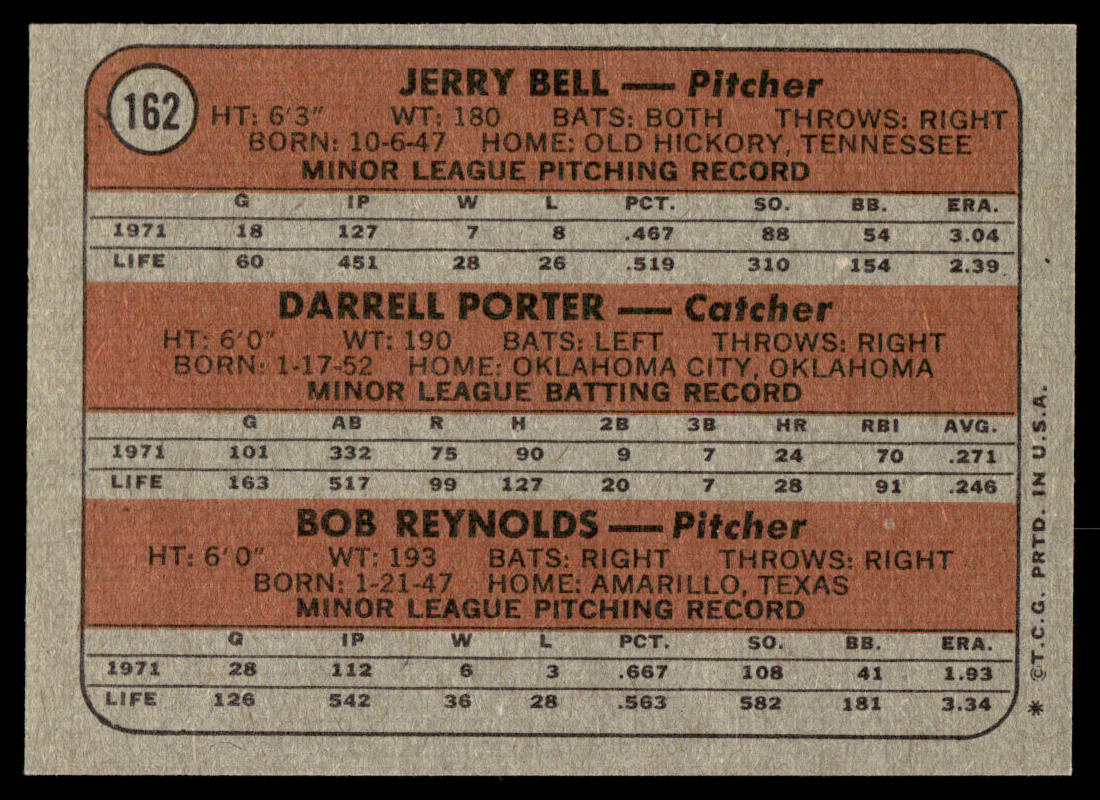 162
JERRY BELL — Pitcher
HT: 6'3" WT: 180 BATS: BOTH THROWS: RIGHT
BORN: 10-6-47 HOME: OLD HICKORY, TENNESSEE
MINOR LEAGUE PITCHING RECORD
G IP W L PCT. SO. BB. ERA.
1971 18 127 7 8 .467 88 54 3.04
LIFE 60 451 28 26 .519 310 154 2.39
DARRELL PORTER — Catcher
HT: 6'0" WT: 190 BATS: LEFT THROWS: RIGHT
BORN: 1-17-52 HOME: OKLAHOMA CITY, OKLAHOMA
MINOR LEAGUE BATTING RECORD
G AB R H 2B 3B HR RBI AVG.
1971 101 332 75 90 9 7 24 70 .271
LIFE 163 517 99 127 20 7 28 91 .246
BOB REYNOLDS — Pitcher
HT: 6'0" WT: 193 BATS: RIGHT THROWS: RIGHT
BORN: 1-21-47 HOME: AMARILLO, TEXAS
MINOR LEAGUE PITCHING RECORD
G IP W L PCT. SO. BB. ERA.
1971 28 112 6 3 .667 108 41 1.93
LIFE 126 542 36 28 .563 582 181 3.34
* ©T.C.G. PRTD. IN U.S.A.